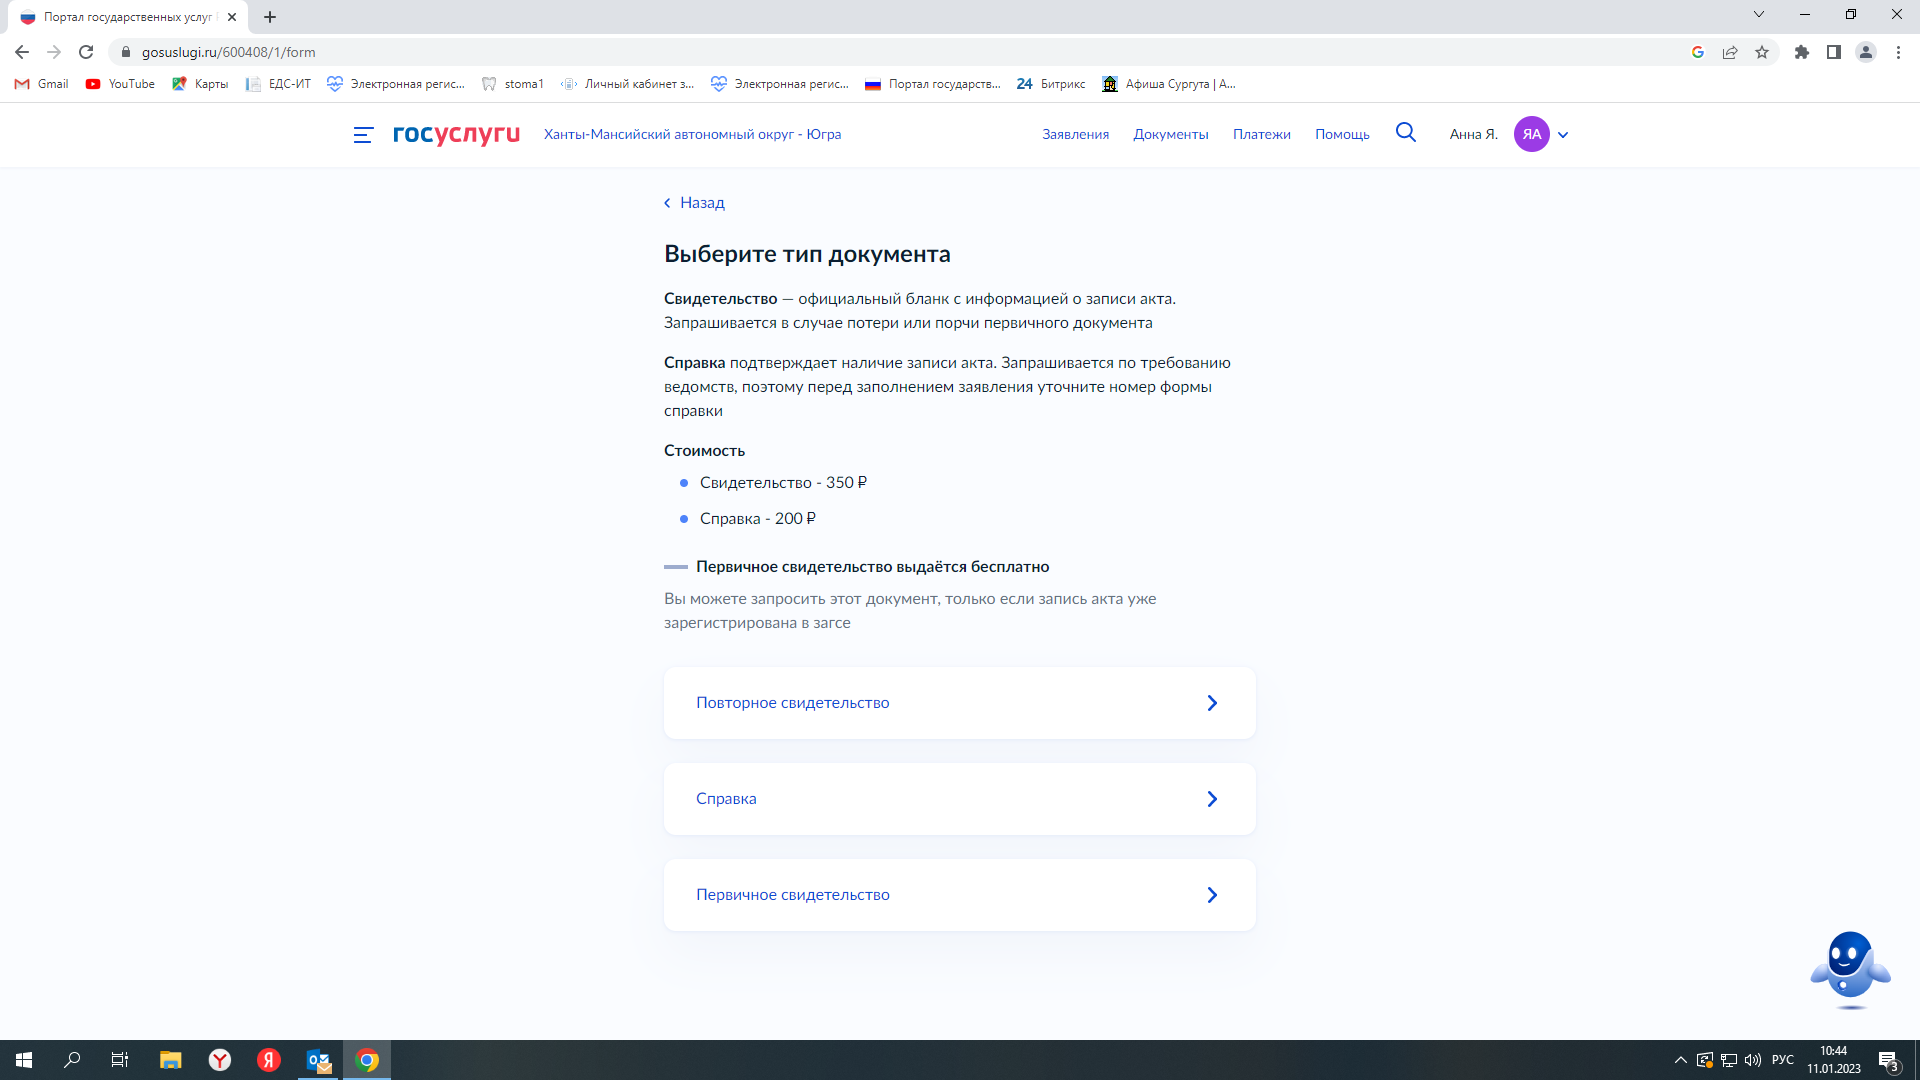 Портал государственных услуг
gosuslugi.ru/600408/1/form
Gmail
YouTube
Карты
ЕДС-ИТ
Электронная регис...
stoma1
Личный кабинет з...
Электронная регис...
Портал государств...
24 Битрикс
Афиша Сургута | А...
госуслуги
Ханты-Мансийский автономный округ - Югра
Заявления
Документы
Платежи
Помощь
Анна Я.
ЯА
Назад
Выберите тип документа
Свидетельство — официальный бланк с информацией о записи акта.
Запрашивается в случае потери или порчи первичного документа
Справка подтверждает наличие записи акта. Запрашивается по требованию
ведомств, поэтому перед заполнением заявления уточните номер формы
справки
Стоимость
Свидетельство - 350 ₽
Справка - 200 ₽
Первичное свидетельство выдаётся бесплатно
Вы можете запросить этот документ, только если запись акта уже
зарегистрирована в загсе
Повторное свидетельство
Справка
Первичное свидетельство
РУС
10:44
11.01.2023
3